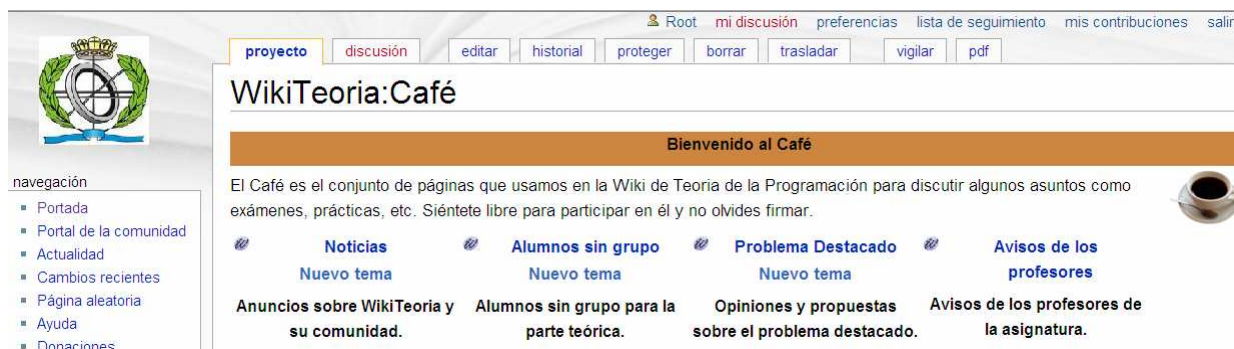 Root mi discusión preferencias lista de seguimiento mis contribuciones salir
proyecto discusión editar historial proteger borrar trasladar vigilar pdf
WikiTeoria:Café
Bienvenido al Café
El Café es el conjunto de páginas que usamos en la Wiki de Teoria de la Programación para discutir algunos asuntos como
exámenes, prácticas, etc. Siéntete libre para participar en él y no olvides firmar.
Noticias
Nuevo tema
Anuncios sobre WikiTeoria y
su comunidad.
Alumnos sin grupo
Nuevo tema
Alumnos sin grupo para la
parte teórica.
Problema Destacado
Nuevo tema
Opiniones y propuestas
sobre el problema destacado.
Avisos de los
profesores
Avisos de los profesores de
la asignatura.
navegación
Portada
Portal de la comunidad
Actualidad
Cambios recientes
Página aleatoria
Ayuda
Donaciones